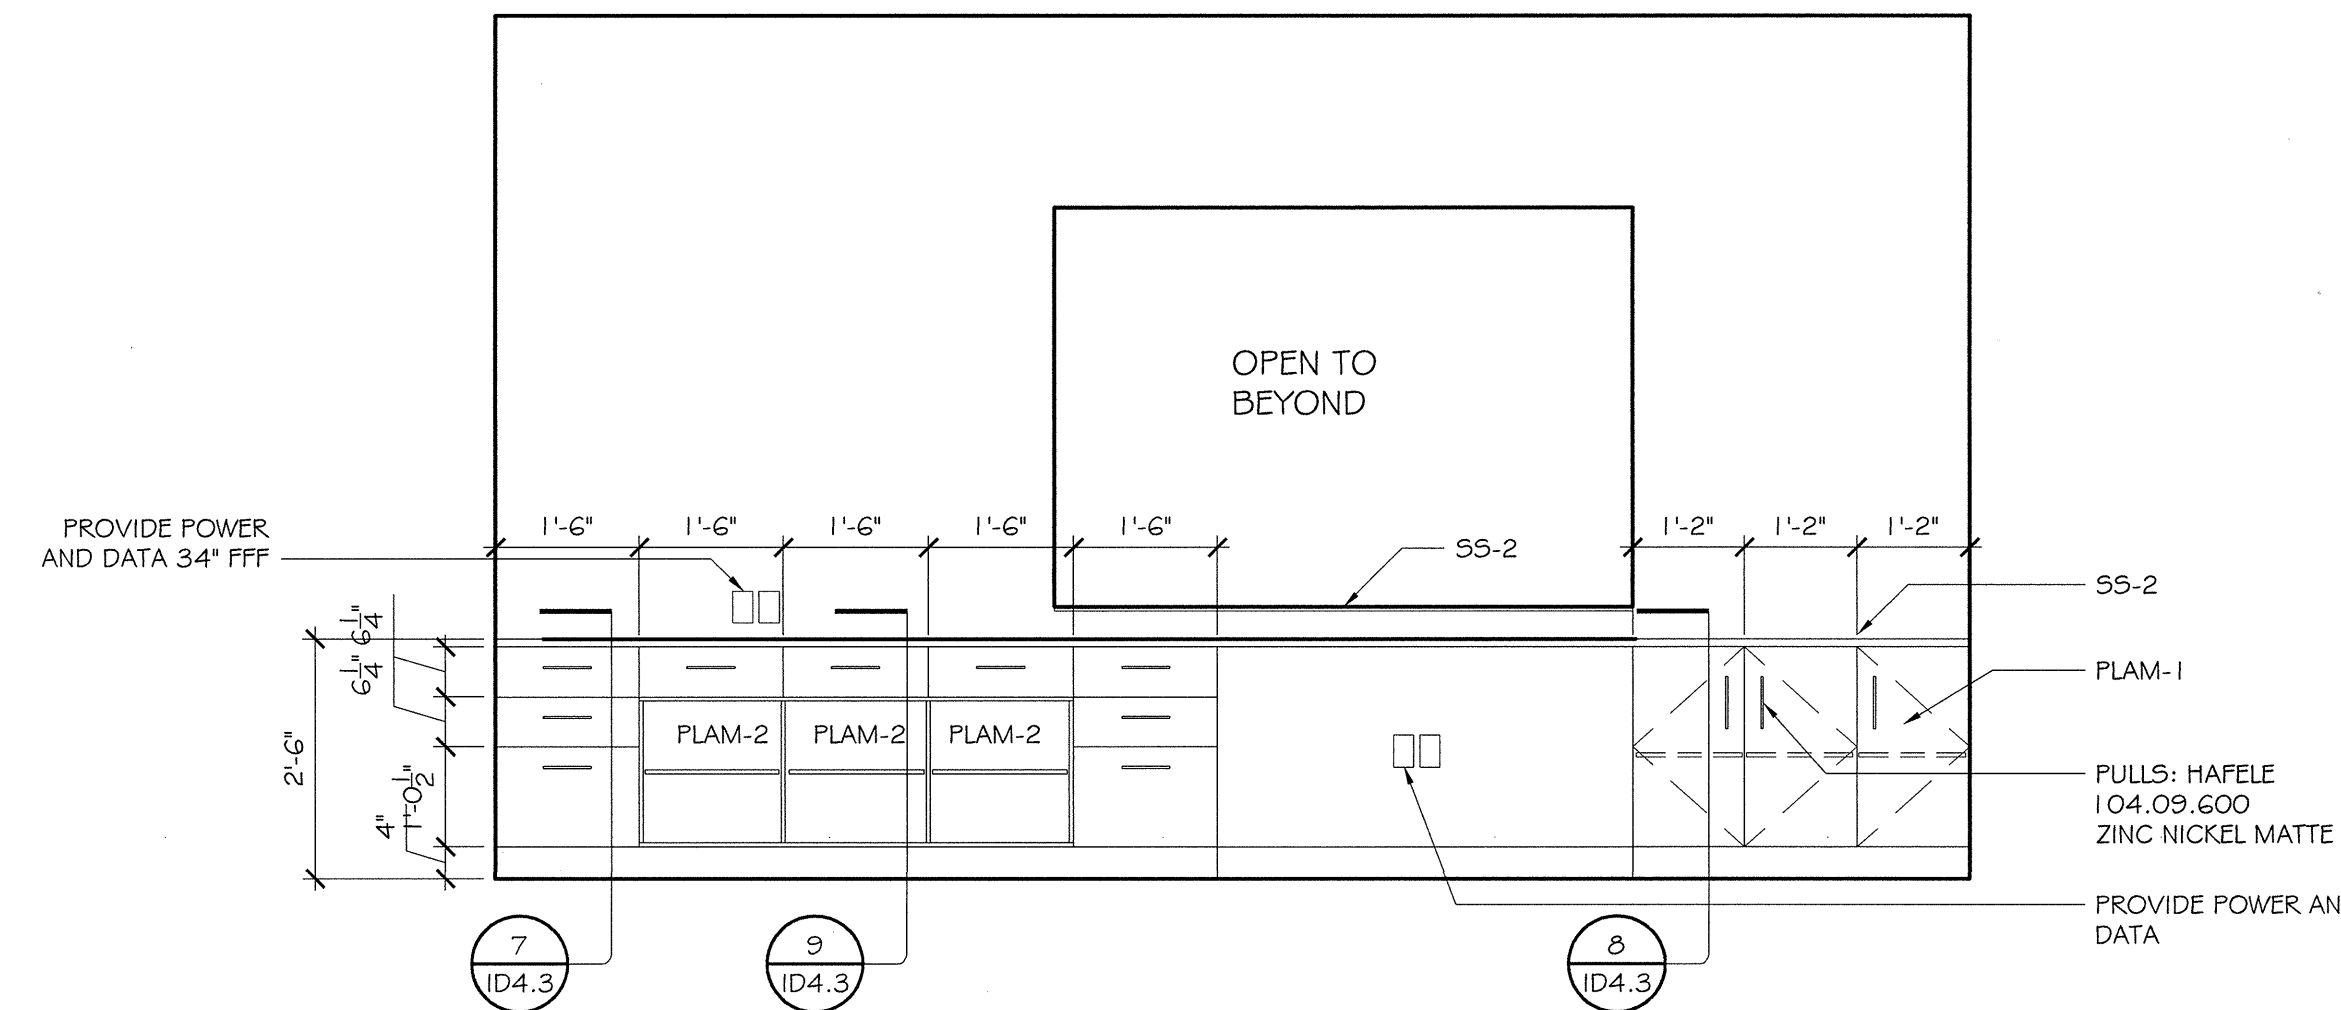 OPEN TO
BEYOND
PROVIDE POWER
AND DATA 34" FFF
1'-6" 1'-6" 1'-6" 1'-6" 1'-6"
1'-2" 1'-2" 1'-2"
SS-2
SS-2
6 1/4"
6 1/4"
2'-6"
1'-0 1/2"
4"
PLAM-2 PLAM-2 PLAM-2
PLAM-1
PULLS: HAFELE
104.09.600
ZINC NICKEL MATTE
PROVIDE POWER AN
DATA
7
ID4.3
9
ID4.3
8
ID4.3